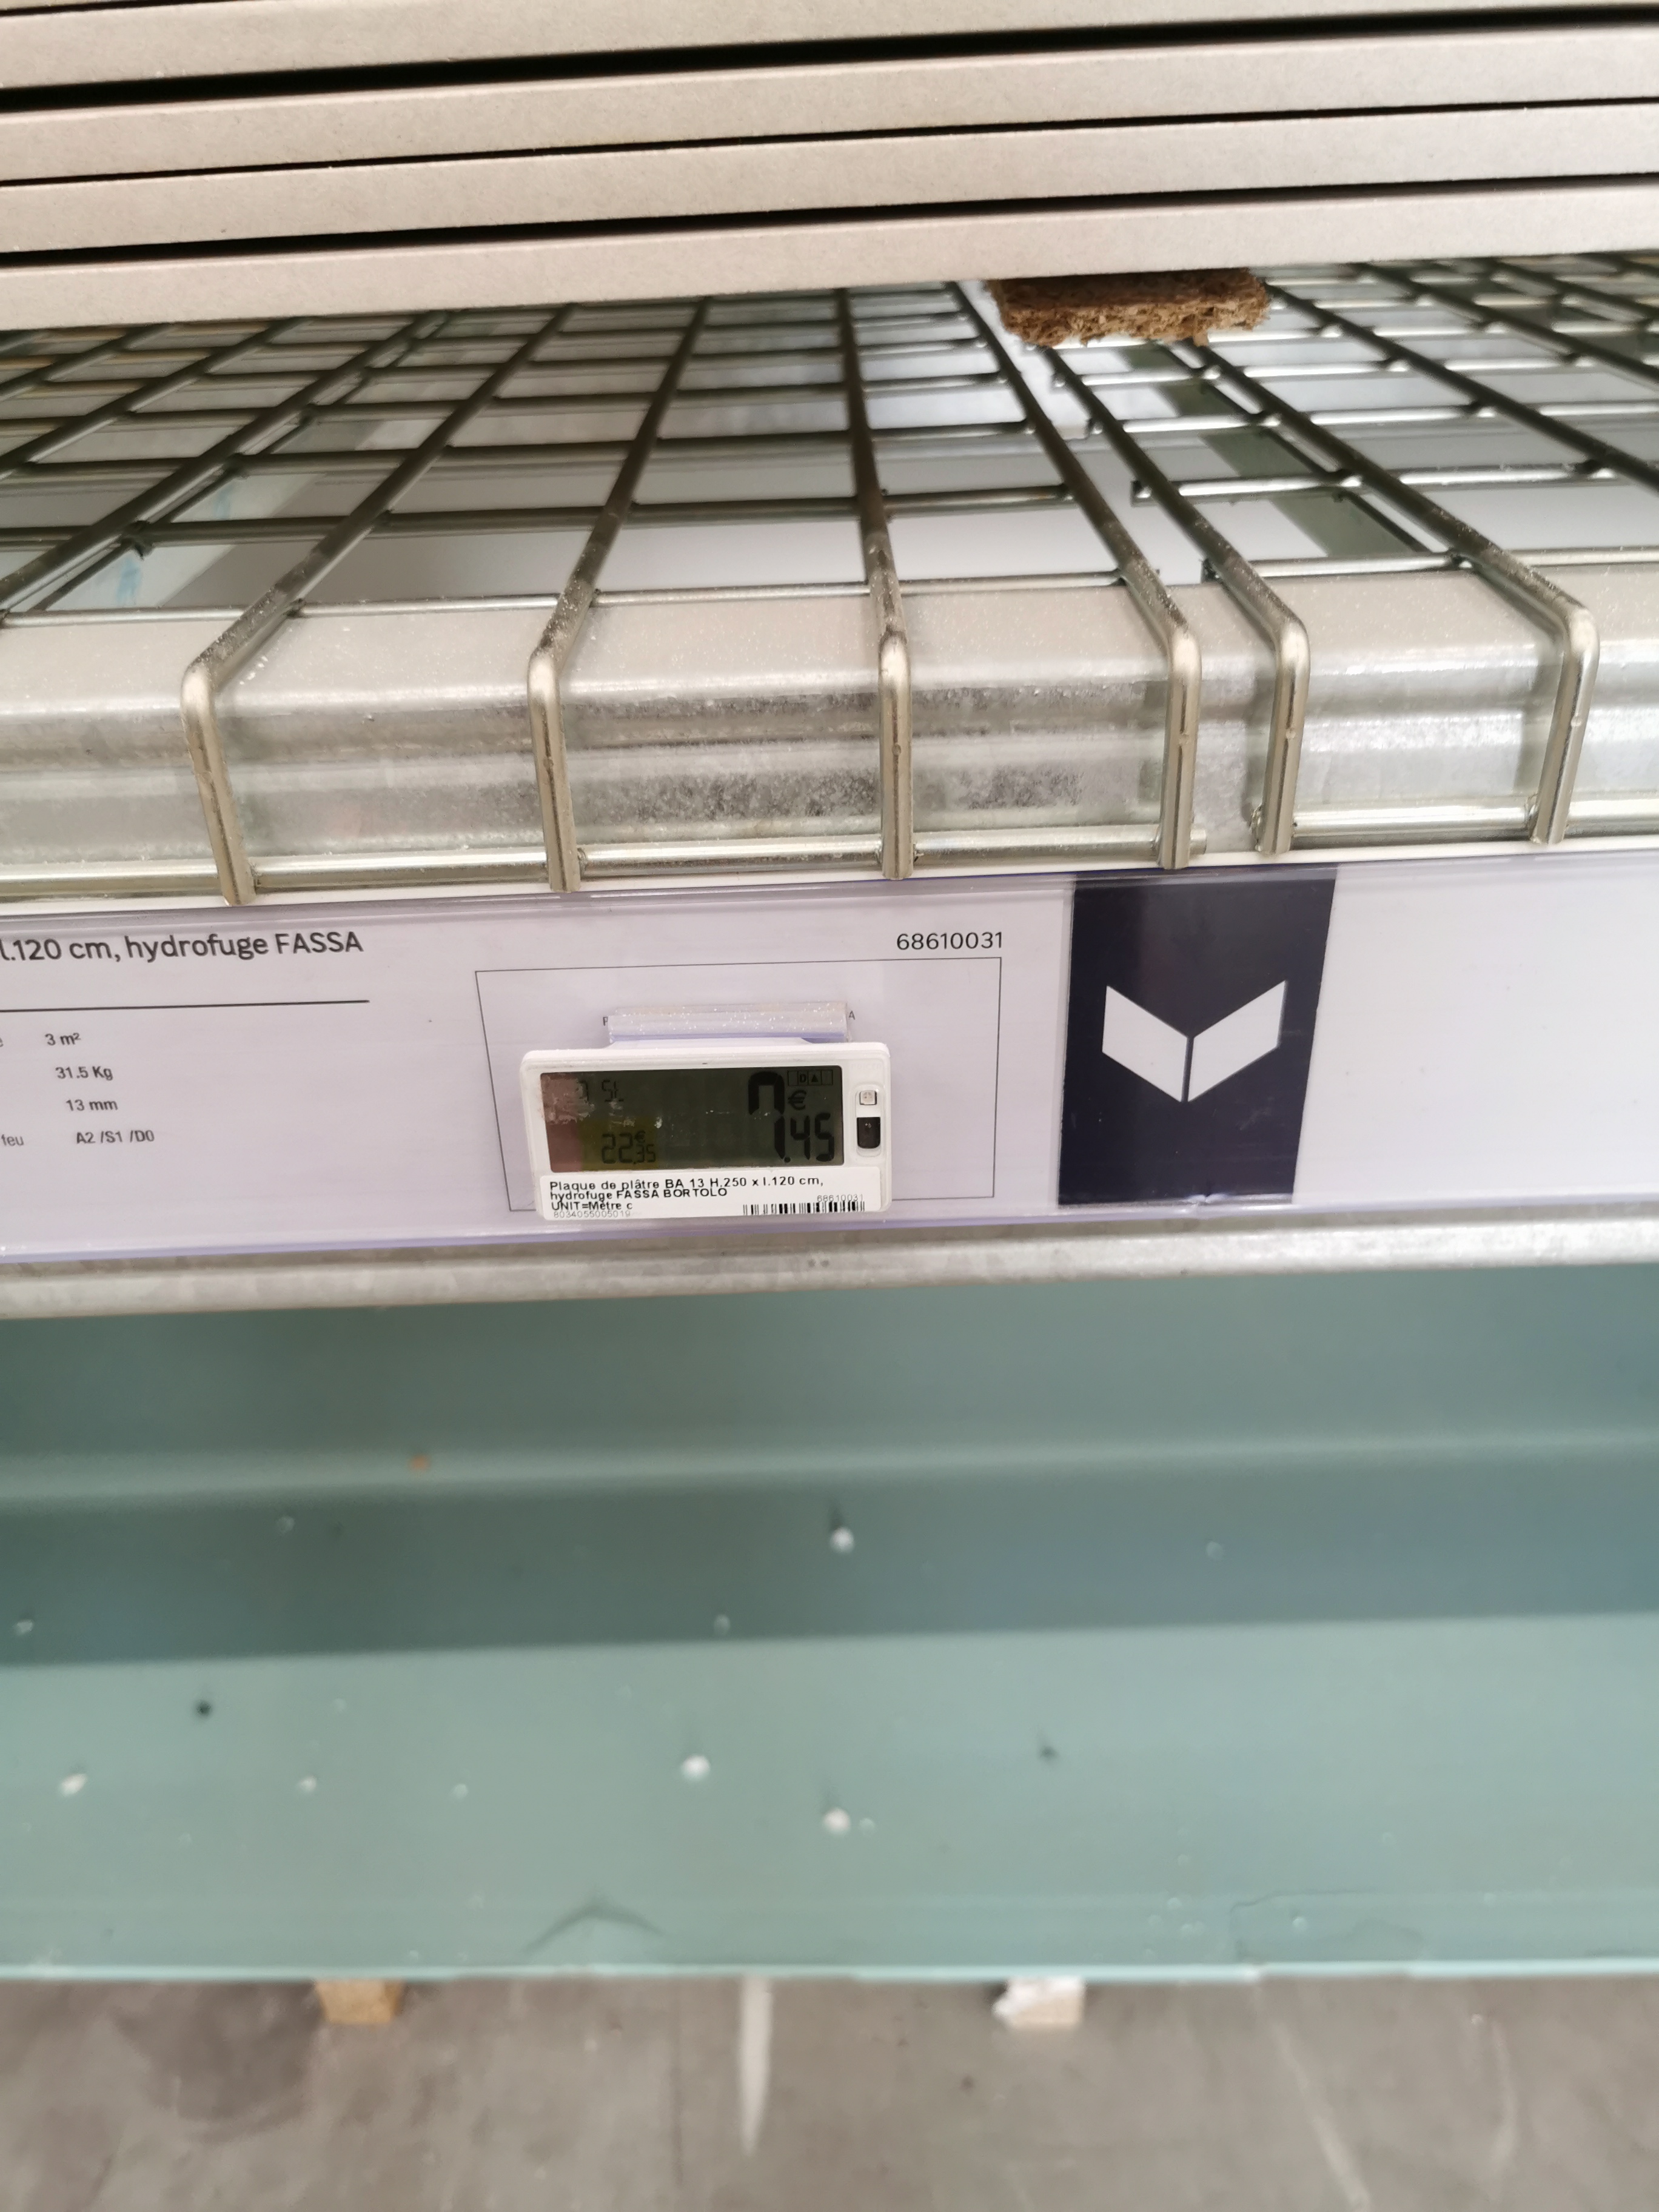 l.120 cm, hydrofuge FASSA
68610031
3 m²
31.5 Kg
13 mm
feu A2 /S1 /D0
A
€
7.45
22€35
Plaque de plâtre BA 13 H.250 x l.120 cm,
hydrofuge FASSA BORTOLO
UNIT=Mètre c
68610031
8034055005019